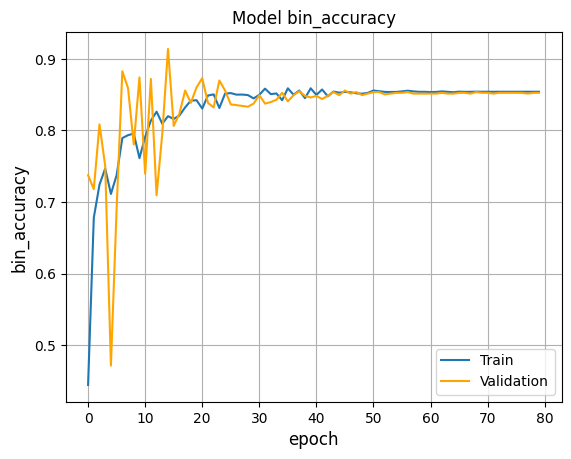 Model bin_accuracy
bin_accuracy
0.9
0.8
0.7
0.6
0.5
0 10 20 30 40 50 60 70 80
epoch
Train
Validation